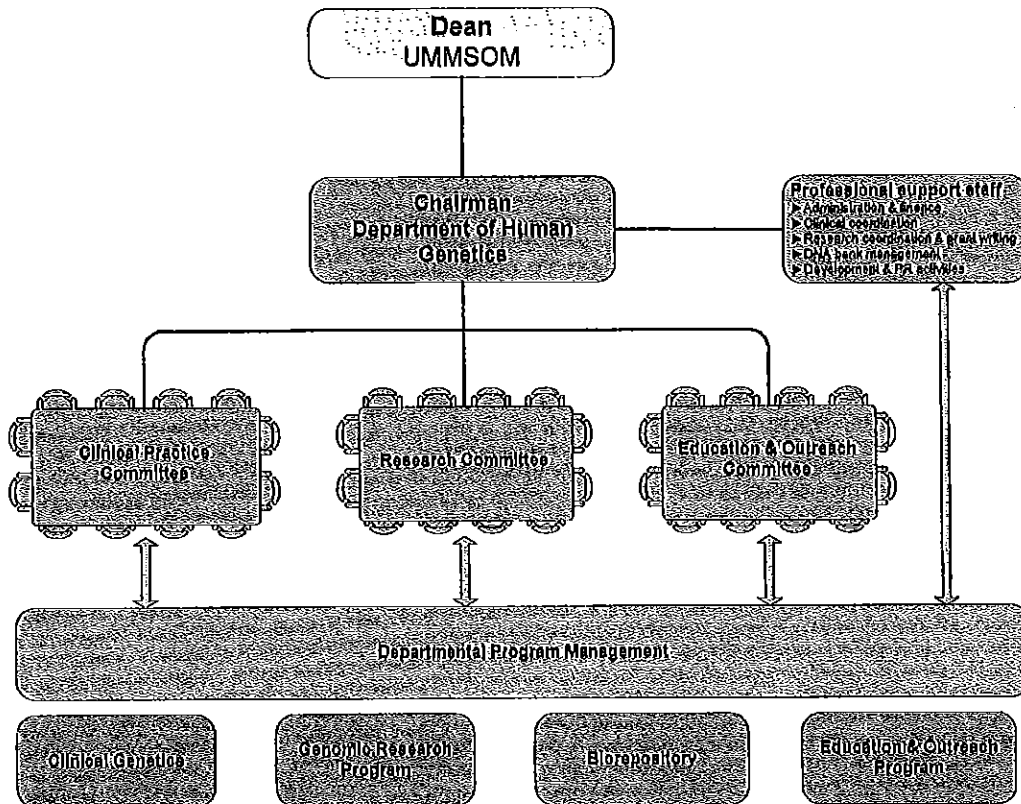 Dean
UMMSOM
Chairman
Department of Human
Genetics
Professional support staff
➤Administration & finance
➤Clinical coordination
➤Research coordination & grant writing
➤DNA bank management
➤Development & PR activities
Clinical Practice
Committee
Research Committee
Education & Outreach
Committee
Departmental Program Management
Clinical Genetics
Genomic Research
Program
Biorepository
Education & Outreach
Program